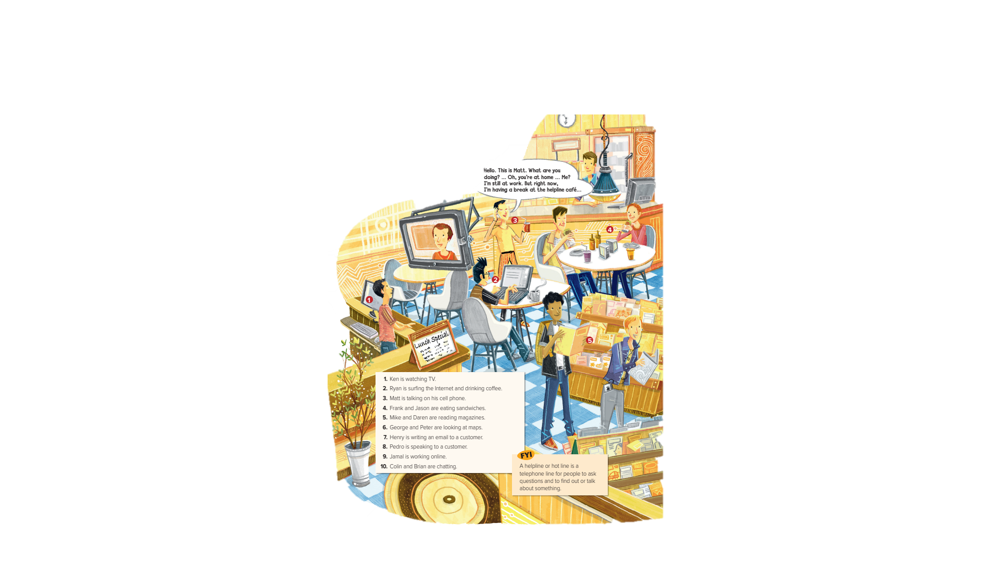 Hello. This is Matt. What are you
doing? ... Oh, you're at home ... Me?
I'm still at work. But right now,
I'm having a break at the helpline café...
3
4
2
1
Lunch Special
5
1. Ken is watching TV.
2. Ryan is surfing the Internet and drinking coffee.
3. Matt is talking on his cell phone.
4. Frank and Jason are eating sandwiches.
5. Mike and Daren are reading magazines.
6. George and Peter are looking at maps.
7. Henry is writing an email to a customer.
8. Pedro is speaking to a customer.
9. Jamal is working online.
10. Colin and Brian are chatting.
FYI
A helpline or hot line is a
telephone line for people to ask
questions and to find out or talk
about something.